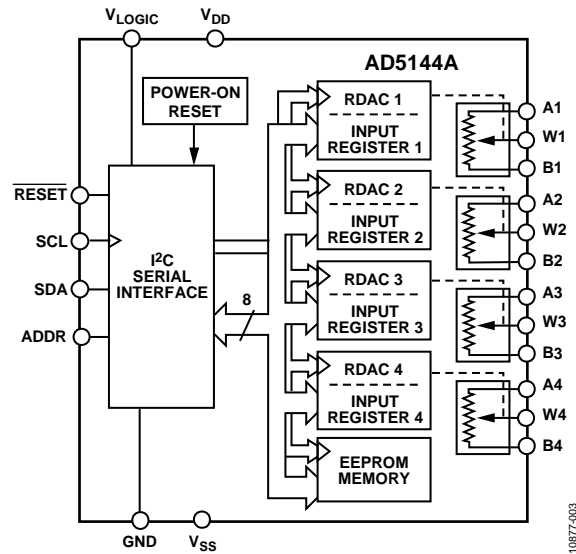 VLOGIC
VDD
AD5144A
POWER-ON
RESET
RDAC 1
INPUT
REGISTER 1
A1
W1
B1
RESET
SCL
SDA
ADDR
I2C
SERIAL
INTERFACE
8
RDAC 2
INPUT
REGISTER 2
A2
W2
B2
RDAC 3
INPUT
REGISTER 3
A3
W3
B3
RDAC 4
INPUT
REGISTER 4
A4
W4
B4
EEPROM
MEMORY
GND
VSS
10877-003